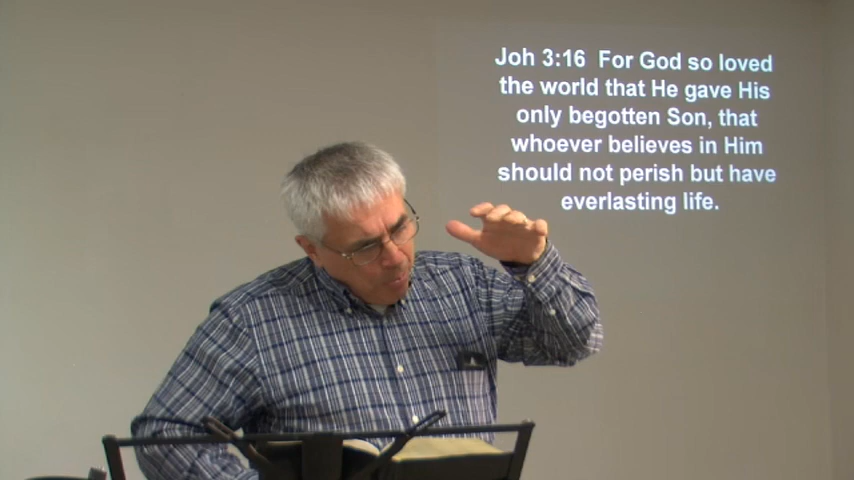 Joh 3:16  For God so loved
the world that He gave His
only begotten Son, that
whoever believes in Him
should not perish but have
everlasting life.